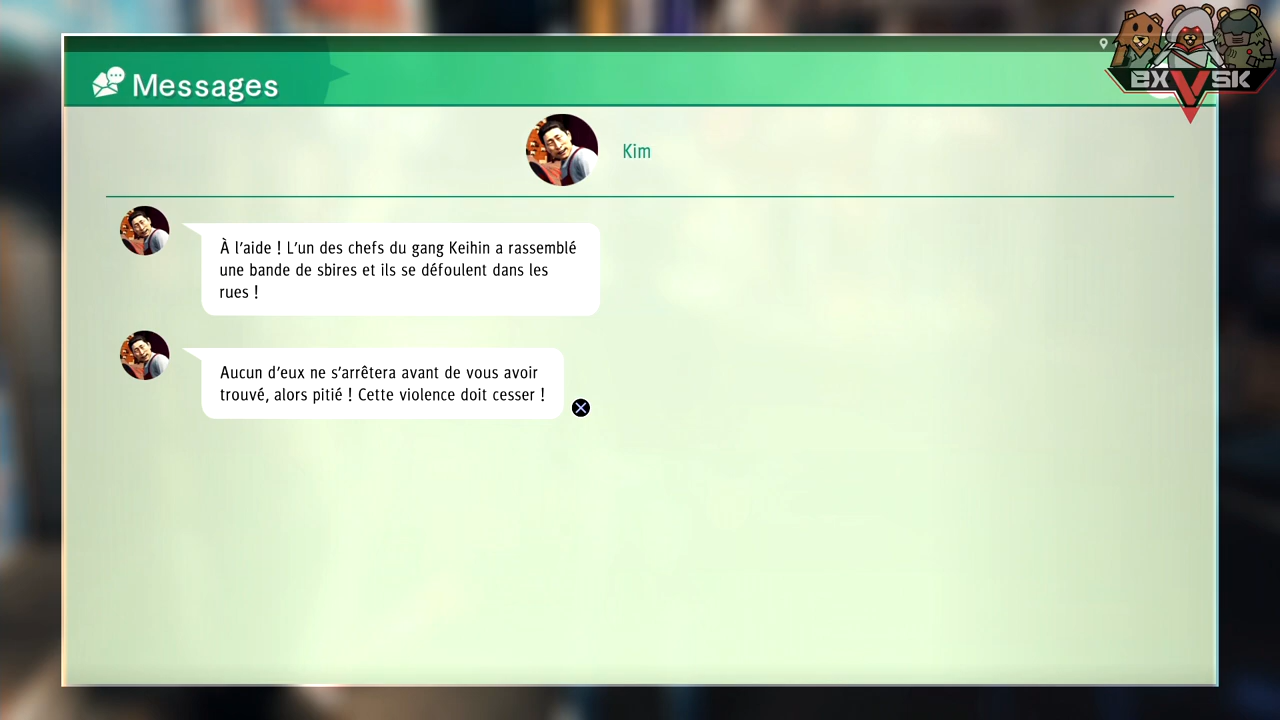 Messages
EXVSK
Kim
À l'aide ! L'un des chefs du gang Keihin a rassemblé
une bande de sbires et ils se défoulent dans les
rues !
Aucun d'eux ne s'arrêtera avant de vous avoir
trouvé, alors pitié ! Cette violence doit cesser !